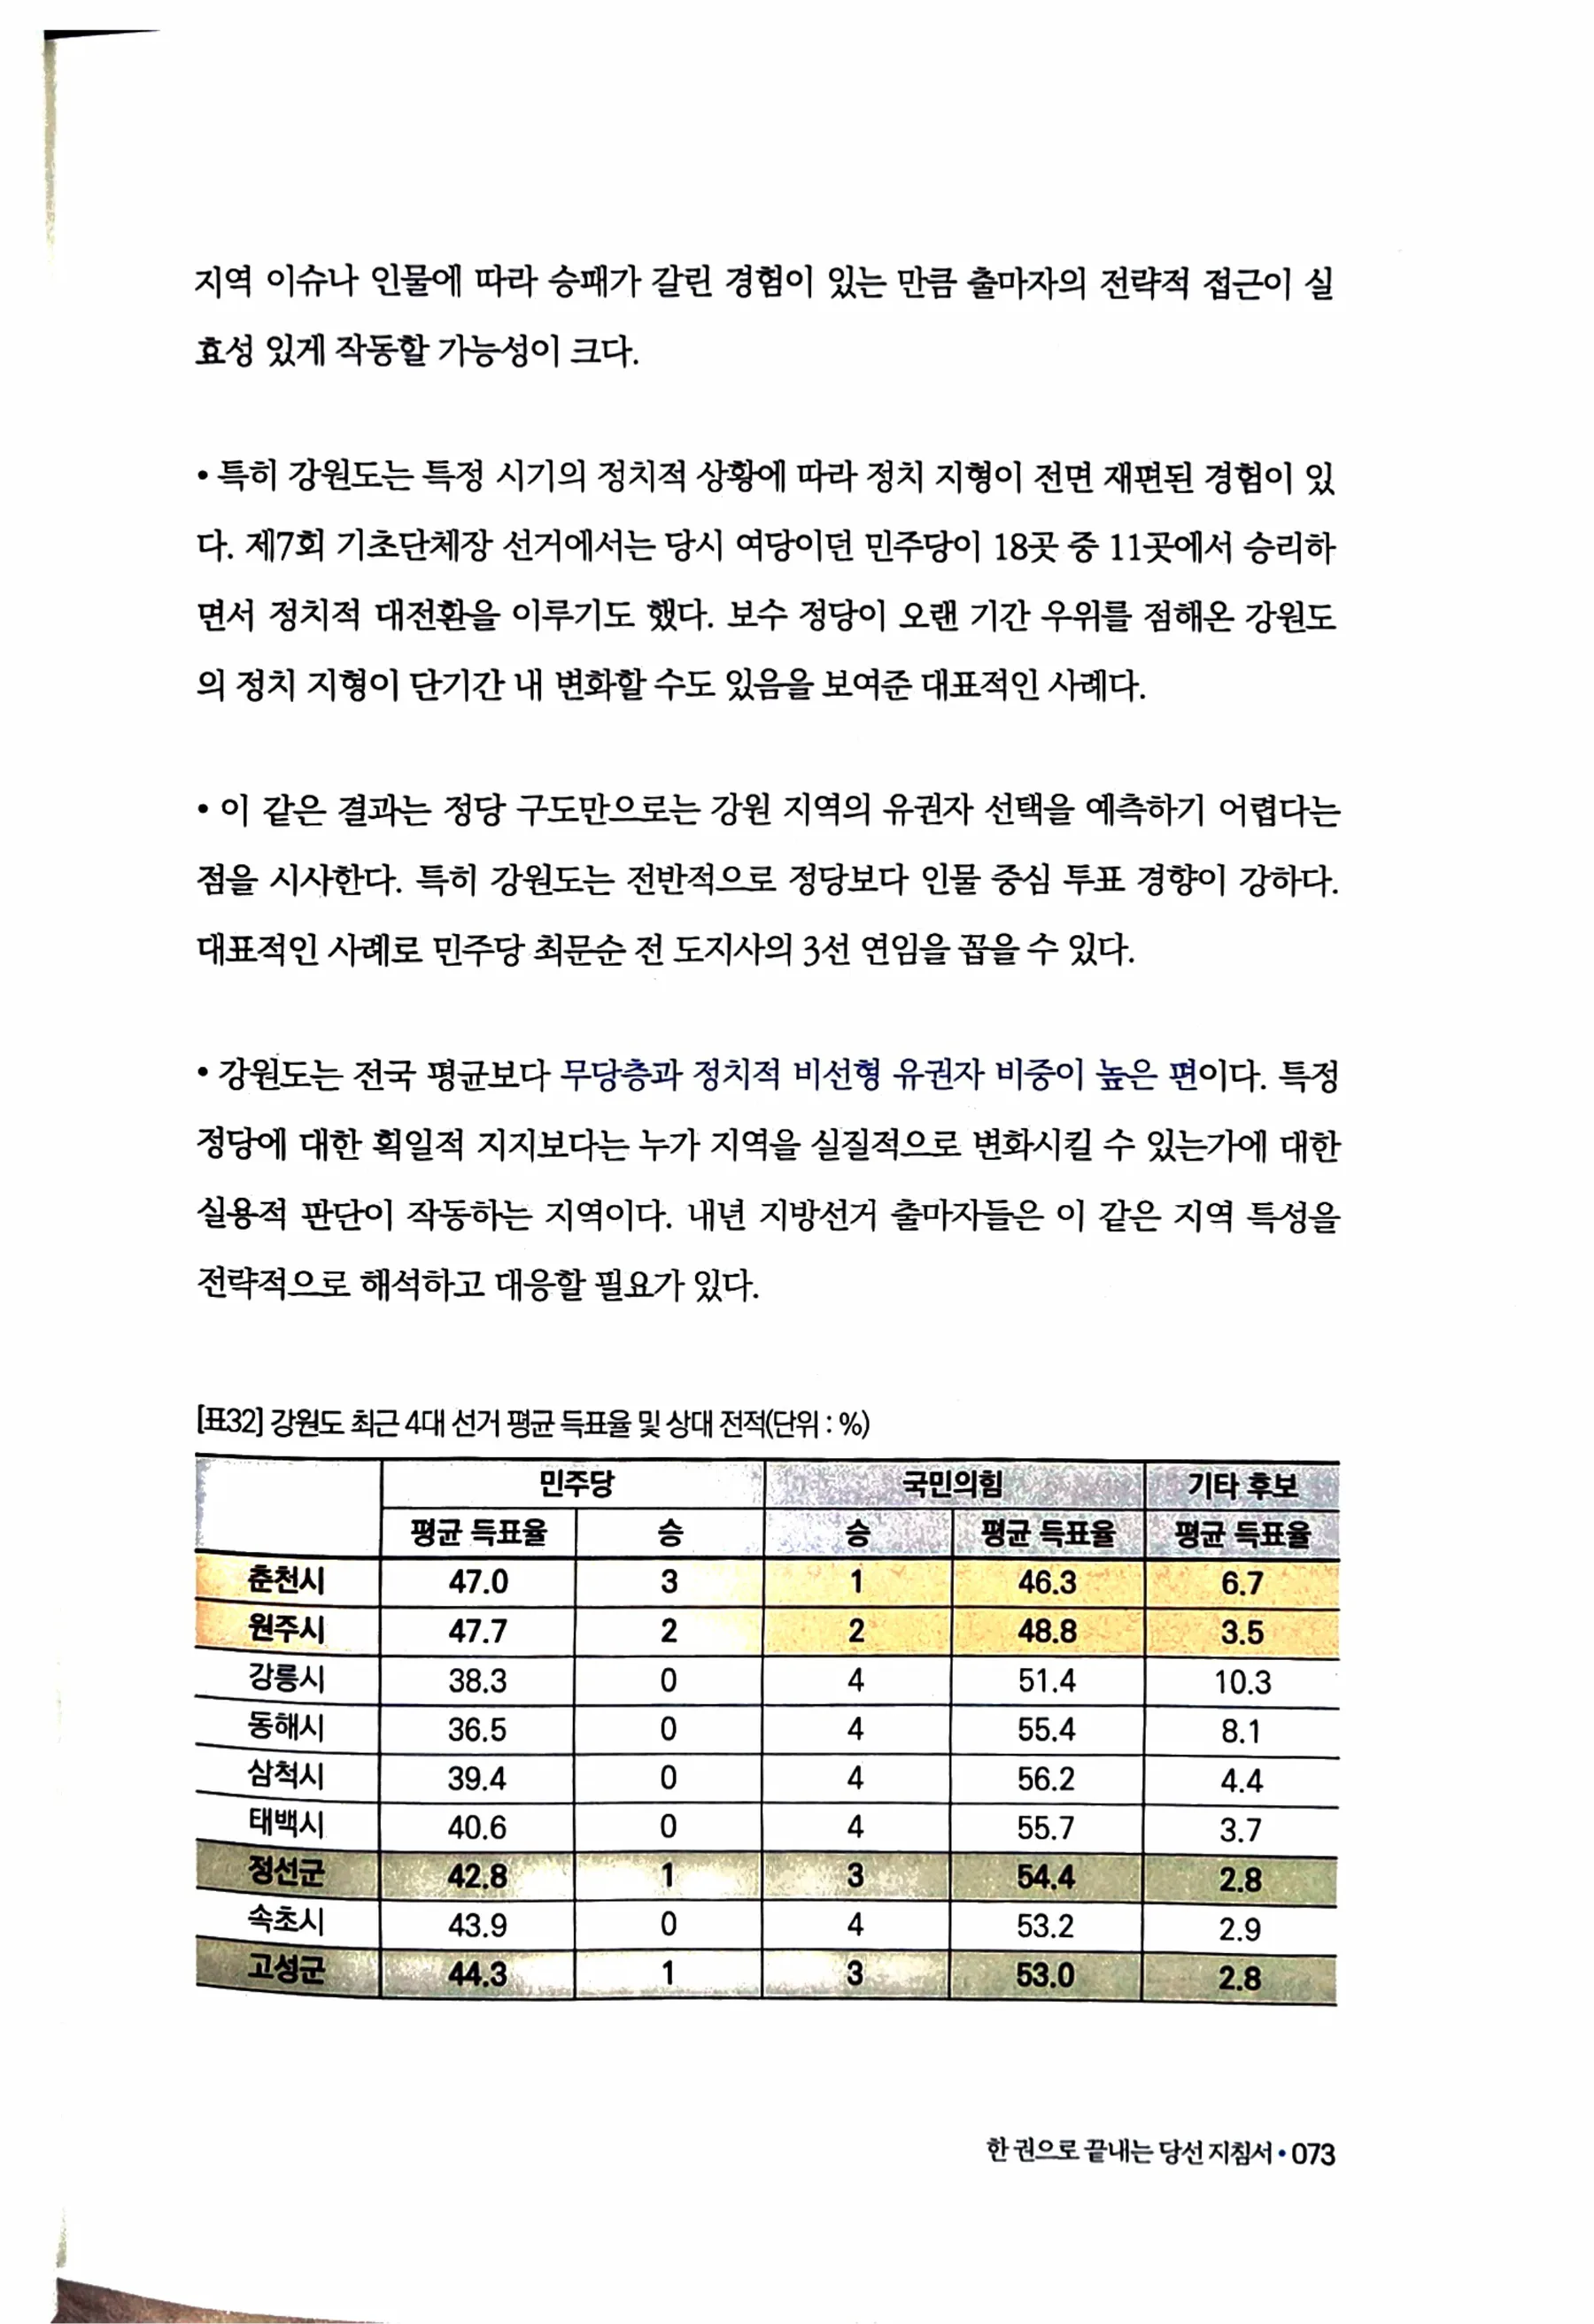 지역 이슈나 인물에 따라 승패가 갈린 경험이 있는 만큼 출마자의 전략적 접근이 실
효성 있게 작동할 가능성이 크다.
• 특히 강원도는 특정 시기의 정치적 상황에 따라 정치 지형이 전면 재편된 경험이 있
다. 제7회 기초단체장 선거에서는 당시 여당이던 민주당이 18곳 중 11곳에서 승리하
면서 정치적 대전환을 이루기도 했다. 보수 정당이 오랜 기간 우위를 점해온 강원도
의 정치 지형이 단기간 내 변화할 수도 있음을 보여준 대표적인 사례다.
• 이 같은 결과는 정당 구도만으로는 강원 지역의 유권자 선택을 예측하기 어렵다는
점을 시사한다. 특히 강원도는 전반적으로 정당보다 인물 중심 투표 경향이 강하다.
대표적인 사례로 민주당 최문순 전 도지사의 3선 연임을 꼽을 수 있다.
• 강원도는 전국 평균보다 무당층과 정치적 비선형 유권자 비중이 높은 편이다. 특정
정당에 대한 획일적 지지보다는 누가 지역을 실질적으로 변화시킬 수 있는가에 대한
실용적 판단이 작동하는 지역이다. 내년 지방선거 출마자들은 이 같은 지역 특성을
전략적으로 해석하고 대응할 필요가 있다.
[표32] 강원도 최근 4대 선거 평균 득표율 및 상대 전적(단위 : %)
민주당 국민의힘 기타 후보
평균 득표율 승 승 평균 득표율 평균 득표율
춘천시 47.0 3 1 46.3 6.7
원주시 47.7 2 2 48.8 3.5
강릉시 38.3 0 4 51.4 10.3
동해시 36.5 0 4 55.4 8.1
삼척시 39.4 0 4 56.2 4.4
태백시 40.6 0 4 55.7 3.7
정선군 42.8 1 3 54.4 2.8
속초시 43.9 0 4 53.2 2.9
고성군 44.3 1 3 53.0 2.8
한 권으로 끝내는 당선 지침서 • 073